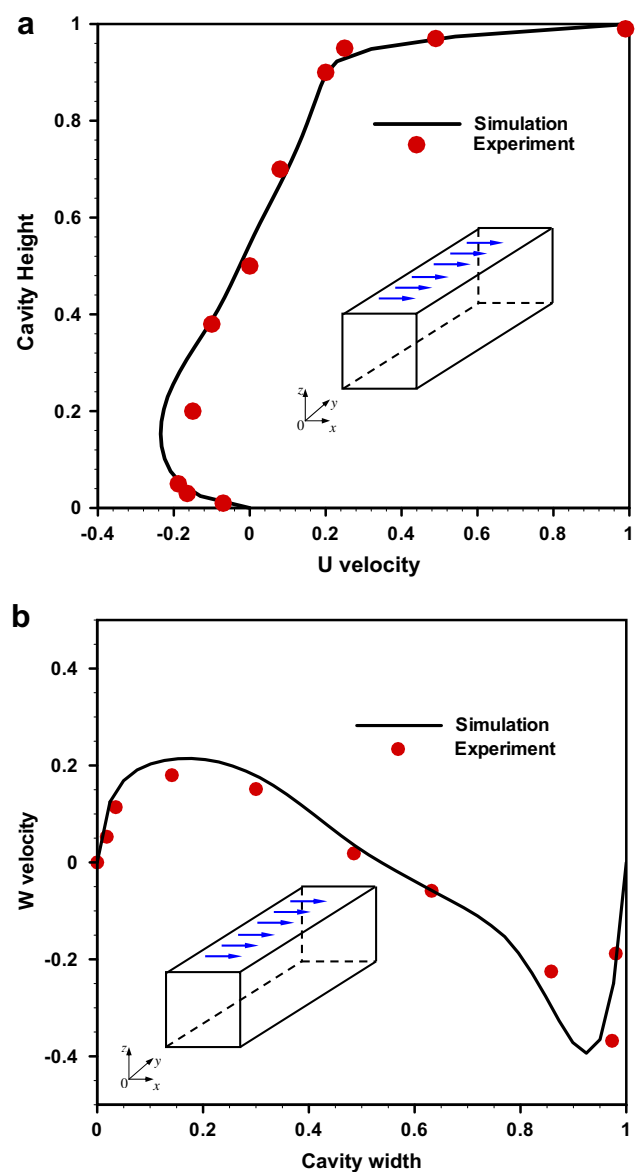 a
1
0.8
0.6
0.4
0.2
0
Cavity Height
Simulation
Experiment
z
y
0
x
-0.4
-0.2
0
0.2
0.4
0.6
0.8
1
U velocity
b
0.4
0.2
0
-0.2
-0.4
W velocity
Simulation
Experiment
z
y
0
x
0
0.2
0.4
0.6
0.8
1
Cavity width